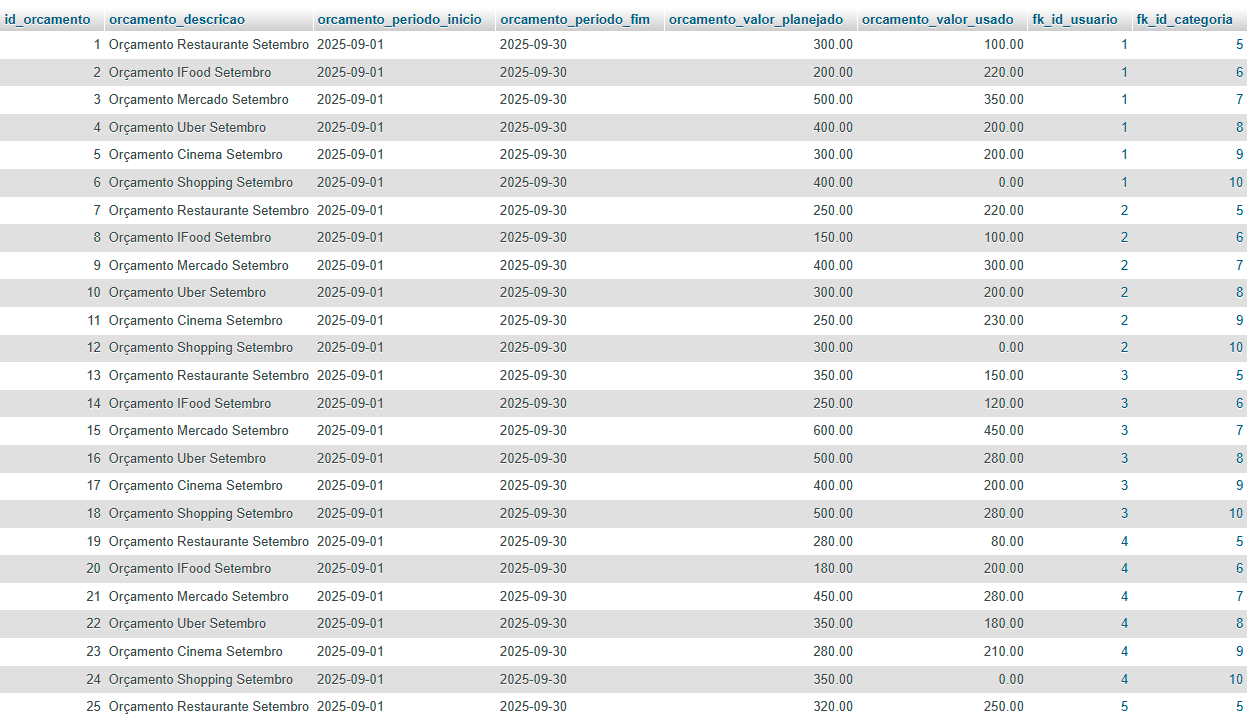 id_orcamento orcamento_descricao orcamento_periodo_inicio orcamento_periodo_fim orcamento_valor_planejado orcamento_valor_usado fk_id_usuario fk_id_categoria
1 Orçamento Restaurante Setembro 2025-09-01 2025-09-30 300.00 100.00 1 5
2 Orçamento IFood Setembro 2025-09-01 2025-09-30 200.00 220.00 1 6
3 Orçamento Mercado Setembro 2025-09-01 2025-09-30 500.00 350.00 1 7
4 Orçamento Uber Setembro 2025-09-01 2025-09-30 400.00 200.00 1 8
5 Orçamento Cinema Setembro 2025-09-01 2025-09-30 300.00 200.00 1 9
6 Orçamento Shopping Setembro 2025-09-01 2025-09-30 400.00 0.00 1 10
7 Orçamento Restaurante Setembro 2025-09-01 2025-09-30 250.00 220.00 2 5
8 Orçamento IFood Setembro 2025-09-01 2025-09-30 150.00 100.00 2 6
9 Orçamento Mercado Setembro 2025-09-01 2025-09-30 400.00 300.00 2 7
10 Orçamento Uber Setembro 2025-09-01 2025-09-30 300.00 200.00 2 8
11 Orçamento Cinema Setembro 2025-09-01 2025-09-30 250.00 230.00 2 9
12 Orçamento Shopping Setembro 2025-09-01 2025-09-30 300.00 0.00 2 10
13 Orçamento Restaurante Setembro 2025-09-01 2025-09-30 350.00 150.00 3 5
14 Orçamento IFood Setembro 2025-09-01 2025-09-30 250.00 120.00 3 6
15 Orçamento Mercado Setembro 2025-09-01 2025-09-30 600.00 450.00 3 7
16 Orçamento Uber Setembro 2025-09-01 2025-09-30 500.00 280.00 3 8
17 Orçamento Cinema Setembro 2025-09-01 2025-09-30 400.00 200.00 3 9
18 Orçamento Shopping Setembro 2025-09-01 2025-09-30 500.00 280.00 3 10
19 Orçamento Restaurante Setembro 2025-09-01 2025-09-30 280.00 80.00 4 5
20 Orçamento IFood Setembro 2025-09-01 2025-09-30 180.00 200.00 4 6
21 Orçamento Mercado Setembro 2025-09-01 2025-09-30 450.00 280.00 4 7
22 Orçamento Uber Setembro 2025-09-01 2025-09-30 350.00 180.00 4 8
23 Orçamento Cinema Setembro 2025-09-01 2025-09-30 280.00 210.00 4 9
24 Orçamento Shopping Setembro 2025-09-01 2025-09-30 350.00 0.00 4 10
25 Orçamento Restaurante Setembro 2025-09-01 2025-09-30 320.00 250.00 5 5